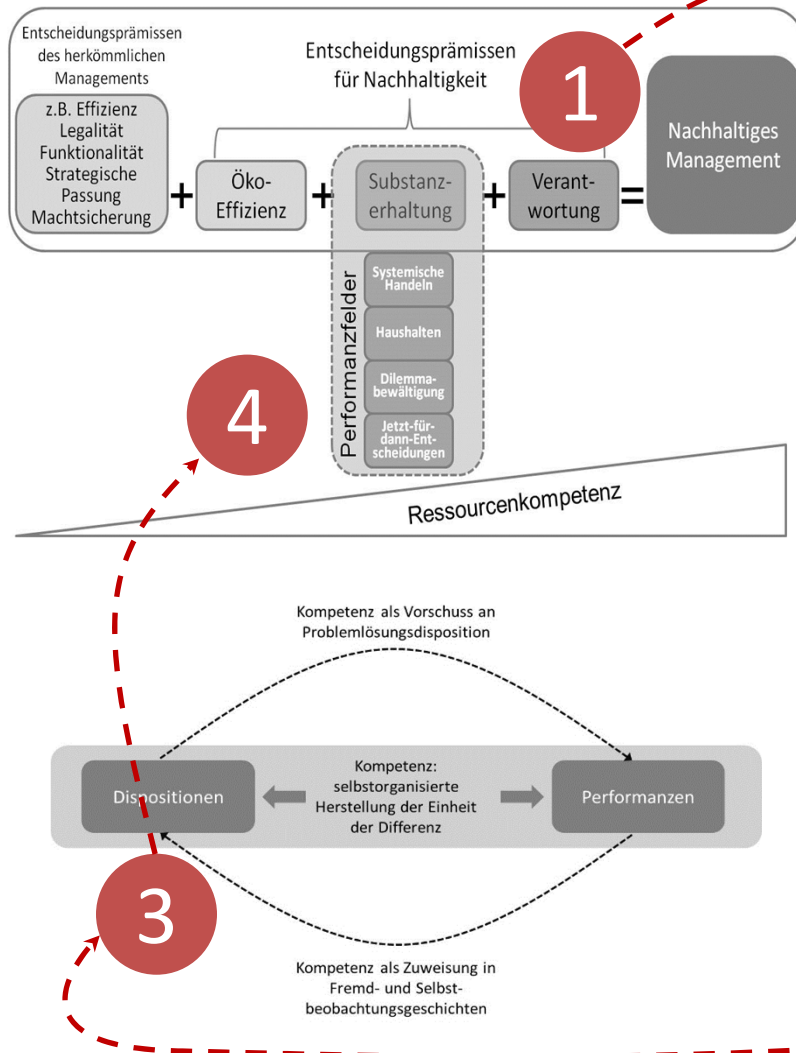 Entscheidungsprämissen
des herkömmlichen
Managements
z.B. Effizienz
Legalität
Funktionalität
Strategische
Passung
Machtsicherung
+
Entscheidungsprämissen
für Nachhaltigkeit
Öko-
Effizienz
+
Substanz-
erhaltung
+
Verant-
wortung
=
1
Nachhaltiges
Management
Performanzfelder
Systemische
Handeln
Haushalten
Dilemma-
bewältigung
Jetzt-für-
dann-Ent-
scheidungen
4
Ressourcenkompetenz
Kompetenz als Vorschuss an
Problemlösungsdisposition
Dispositionen
Kompetenz:
selbstorganisierte
Herstellung der Einheit
der Differenz
Performanzen
3
Kompetenz als Zuweisung in
Fremd- und Selbst-
beobachtungsgeschichten